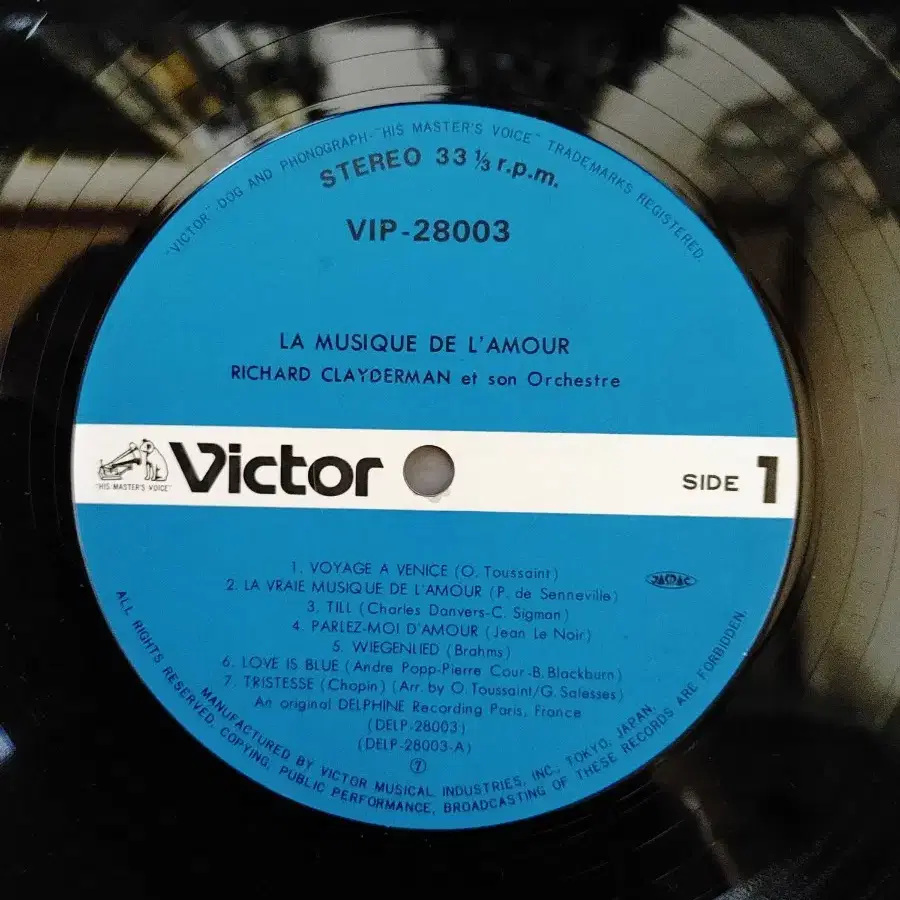 "VICTOR" DOG AND PHONOGRAPH-"HIS MASTER'S VOICE" TRADEMARKS REGISTERED.
STEREO 33 ⅓ r.p.m.
VIP-28003
LA MUSIQUE DE L'AMOUR
RICHARD CLAYDERMAN et son Orchestre
"HIS MASTER'S VOICE"
Victor
SIDE 1
1. VOYAGE A VENICE (O. Toussaint)
2. LA VRAIE MUSIQUE DE L'AMOUR (P. de Senneville)
3. TILL (Charles Danvers-C. Sigman)
4. PARLEZ-MOI D'AMOUR (Jean Le Noir)
5. WIEGENLIED (Brahms)
6. LOVE IS BLUE (Andre Popp-Pierre Cour-B. Blackburn)
7. TRISTESSE (Chopin) (Arr. by O. Toussaint/G. Salesses)
An original DELPHINE Recording Paris, France
(DELP-28003)
(DELP-28003-A)
⑦
JASRAC
MANUFACTURED BY VICTOR MUSICAL INDUSTRIES, INC., TOKYO, JAPAN.
ALL RIGHTS RESERVED, COPYING, PUBLIC PERFORMANCE, BROADCASTING OF THESE RECORDS ARE FORBIDDEN.